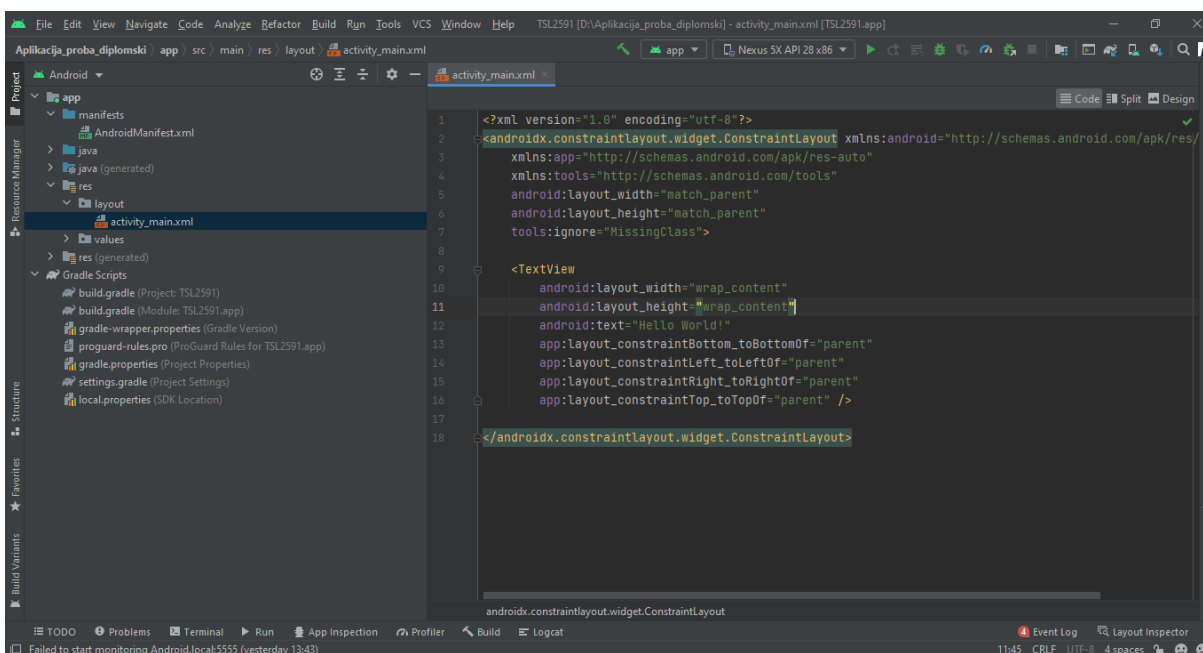 File Edit View Navigate Code Analyze Refactor Build Run Tools VCS Window Help TSL2591 [D:\Aplikacija_proba_diplomski] - activity_main.xml [TSL2591.app]
Aplikacija_proba_diplomski app src main res layout activity_main.xml app Nexus 5X API 28 x86
Project
Resource Manager
Structure
Favorites
Build Variants
Android
app
manifests
AndroidManifest.xml
java
java (generated)
res
layout
activity_main.xml
values
res (generated)
Gradle Scripts
build.gradle (Project: TSL2591)
build.gradle (Module: TSL2591.app)
gradle-wrapper.properties (Gradle Version)
proguard-rules.pro (ProGuard Rules for TSL2591.app)
gradle.properties (Project Properties)
settings.gradle (Project Settings)
local.properties (SDK Location)
activity_main.xml
Code Split Design
1 <?xml version="1.0" encoding="utf-8"?>
2 <androidx.constraintlayout.widget.ConstraintLayout xmlns:android="http://schemas.android.com/apk/res/
3 xmlns:app="http://schemas.android.com/apk/res-auto"
4 xmlns:tools="http://schemas.android.com/tools"
5 android:layout_width="match_parent"
6 android:layout_height="match_parent"
7 tools:ignore="MissingClass">
8
9 <TextView
10 android:layout_width="wrap_content"
11 android:layout_height="wrap_content"
12 android:text="Hello World!"
13 app:layout_constraintBottom_toBottomOf="parent"
14 app:layout_constraintLeft_toLeftOf="parent"
15 app:layout_constraintRight_toRightOf="parent"
16 app:layout_constraintTop_toTopOf="parent" />
17
18 </androidx.constraintlayout.widget.ConstraintLayout>
androidx.constraintlayout.widget.ConstraintLayout
TODO Problems Terminal Run App Inspection Profiler Build Logcat 4 Event Log Layout Inspector
Failed to start monitoring Android.local:5555 (yesterday 13:43) 11:45 CRLF UTF-8 4 spaces